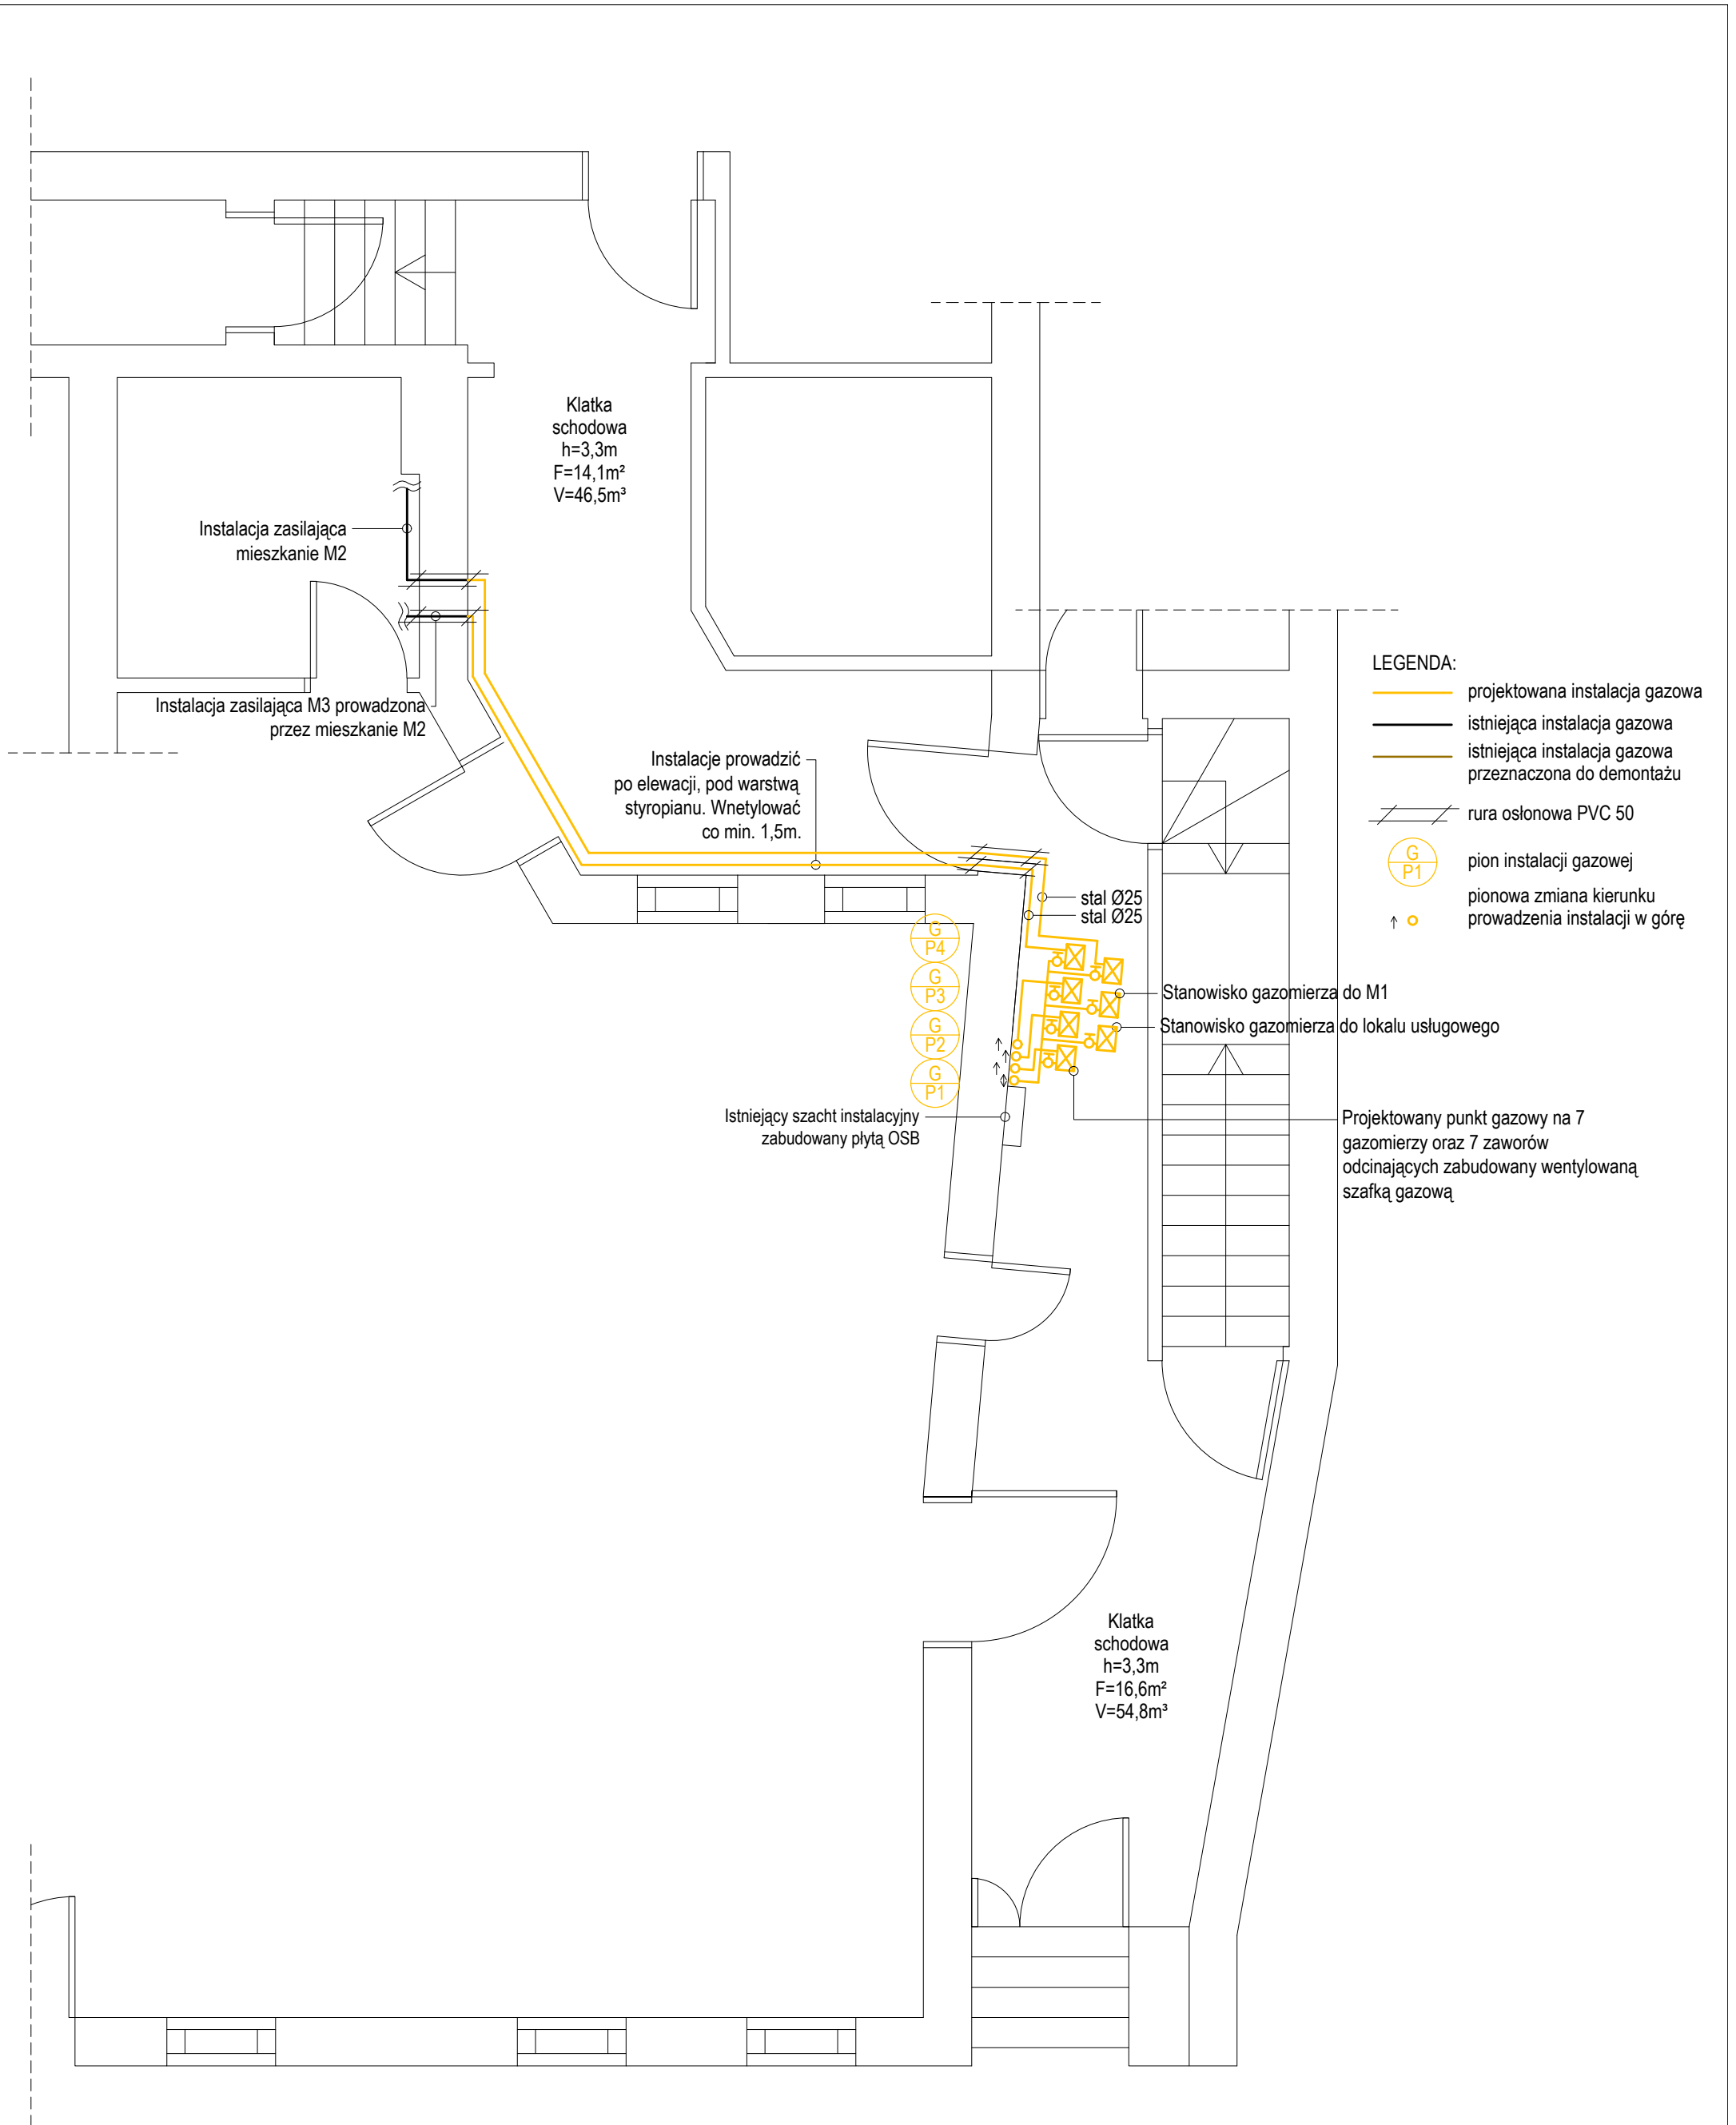 Klatka
schodowa
h=3,3m
F=14,1m²
V=46,5m³
Instalacja zasilająca
mieszkanie M2
Instalacja zasilająca M3 prowadzona
przez mieszkanie M2
Instalacje prowadzić
po elewacji, pod warstwą
styropianu. Wnetylować
co min. 1,5m.
LEGENDA:
projektowana instalacja gazowa
istniejąca instalacja gazowa
istniejąca instalacja gazowa
przeznaczona do demontażu
rura osłonowa PVC 50
G
P1
pion instalacji gazowej
pionowa zmiana kierunku
prowadzenia instalacji w górę
stal Ø25
stal Ø25
G
P4
G
P3
G
P2
G
P1
Stanowisko gazomierza do M1
Stanowisko gazomierza do lokalu usługowego
Istniejący szacht instalacyjny
zabudowany płytą OSB
Projektowany punkt gazowy na 7
gazomierzy oraz 7 zaworów
odcinających zabudowany wentylowaną
szafką gazową
Klatka
schodowa
h=3,3m
F=16,6m²
V=54,8m³